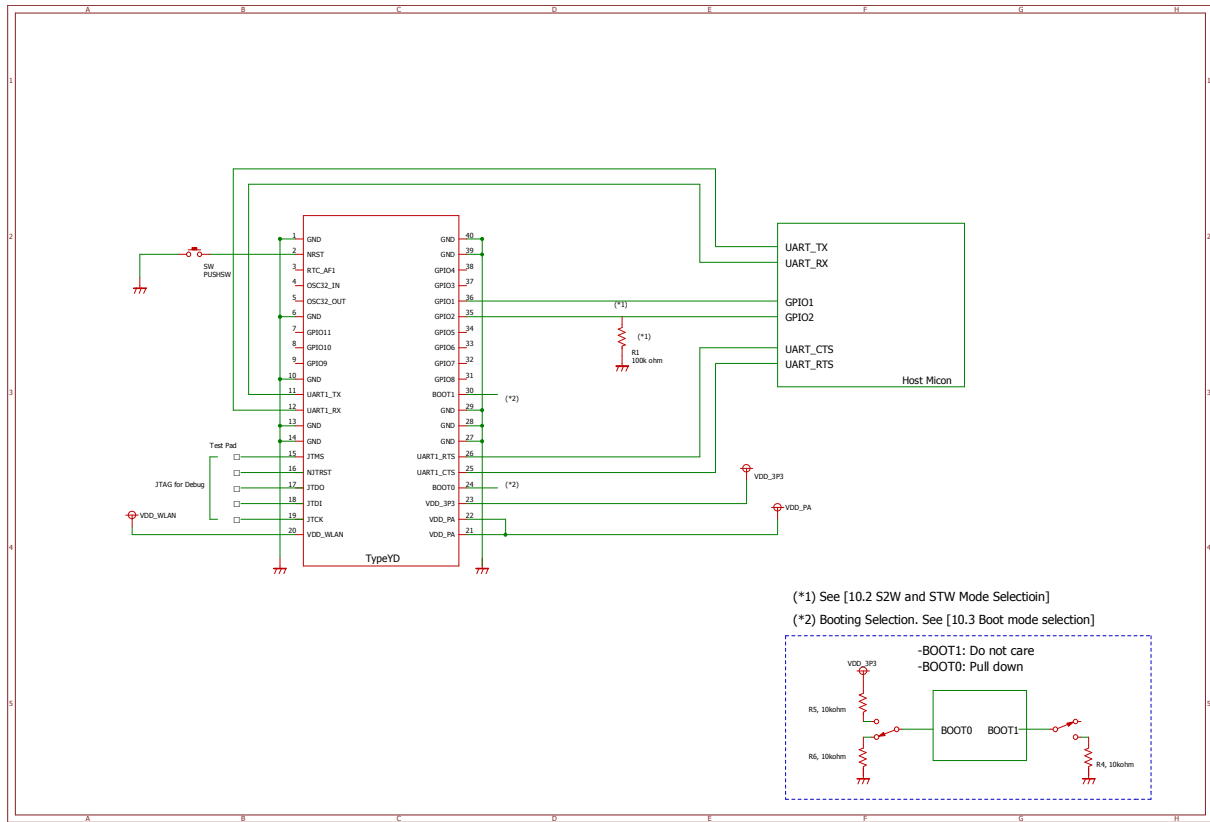 A B C D E F G H
1
1
2
2
3
3
4
4
5
5
SW
PUSHSW
TypeYD
1 GND
2 NRST
3 RTC_AF1
4 OSC32_IN
5 OSC32_OUT
6 GND
7 GPIO11
8 GPIO10
9 GPIO9
10 GND
11 UART1_TX
12 UART1_RX
13 GND
14 GND
15 JTMS
16 NJTRST
17 JTDO
18 JTDI
19 JTCK
20 VDD_WLAN
GND 40
GND 39
GPIO4 38
GPIO3 37
GPIO1 36
GPIO2 35
GPIO5 34
GPIO6 33
GPIO7 32
GPIO8 31
BOOT1 30
GND 29
GND 28
GND 27
UART1_RTS 26
UART1_CTS 25
BOOT0 24
VDD_3P3 23
VDD_PA 22
VDD_PA 21
Test Pad
JTAG for Debug
VDD_WLAN
(*1)
(*1)
R1
100k ohm
(*2)
(*2)
VDD_3P3
VDD_PA
UART_TX
UART_RX
GPIO1
GPIO2
UART_CTS
UART_RTS
Host Micon
(*1) See [10.2 S2W and STW Mode Selectioin]
(*2) Booting Selection. See [10.3 Boot mode selection]
-BOOT1: Do not care
-BOOT0: Pull down
VDD_3P3
R5, 10kohm
BOOT0 BOOT1
R6, 10kohm
R4, 10kohm
A B C D E F G H